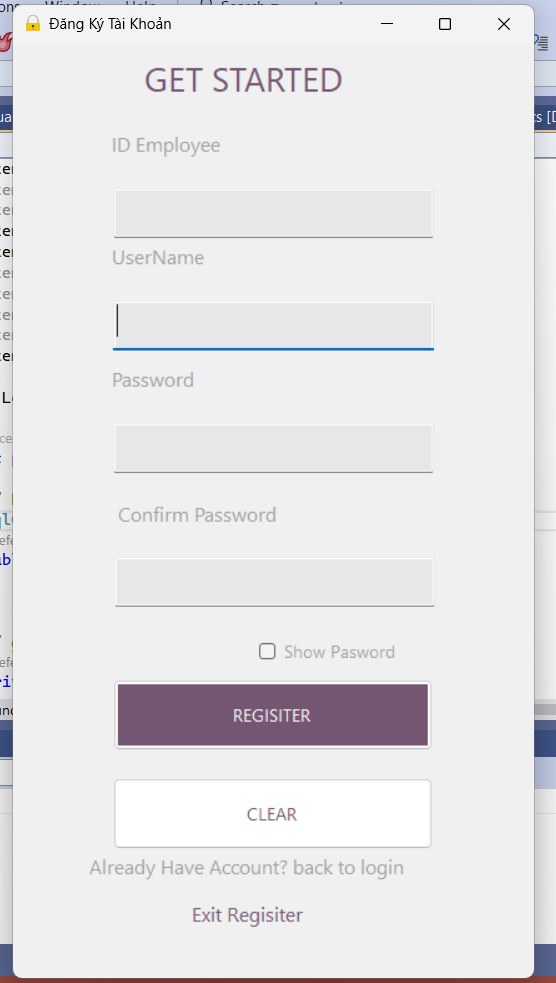 Đăng Ký Tài Khoản
GET STARTED
ID Employee
UserName
Password
Confirm Password
Show Pasword
REGISITER
CLEAR
Already Have Account? back to login
Exit Regisiter